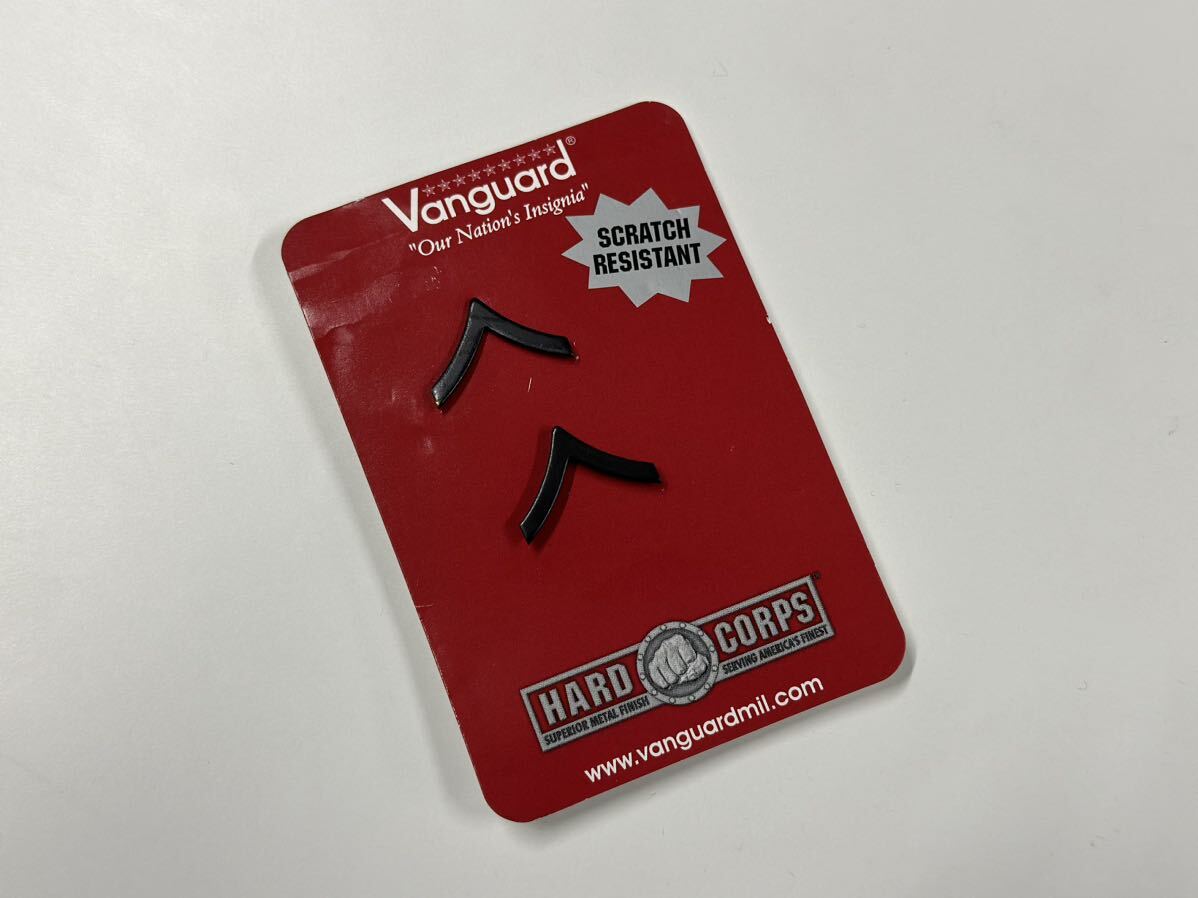 Vanguard®
"Our Nation's Insignia"
SCRATCH
RESISTANT
HARD CORPS
SUPERIOR METAL FINISH SERVING AMERICA'S FINEST
www.vanguardmil.com